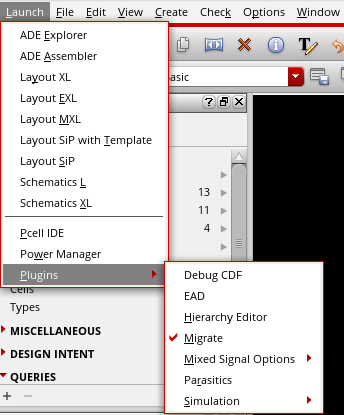 Launch File Edit View Create Check Options Window
ADE Explorer
ADE Assembler
Layout XL
Layout EXL
Layout MXL
Layout SiP with Template
Layout SiP
Schematics L
Schematics XL
Pcell IDE
Power Manager
Plugins
asic
13
11
4
Debug CDF
EAD
Hierarchy Editor
Migrate
Mixed Signal Options
Parasitics
Simulation
Cells
Types
MISCELLANEOUS
DESIGN INTENT
QUERIES